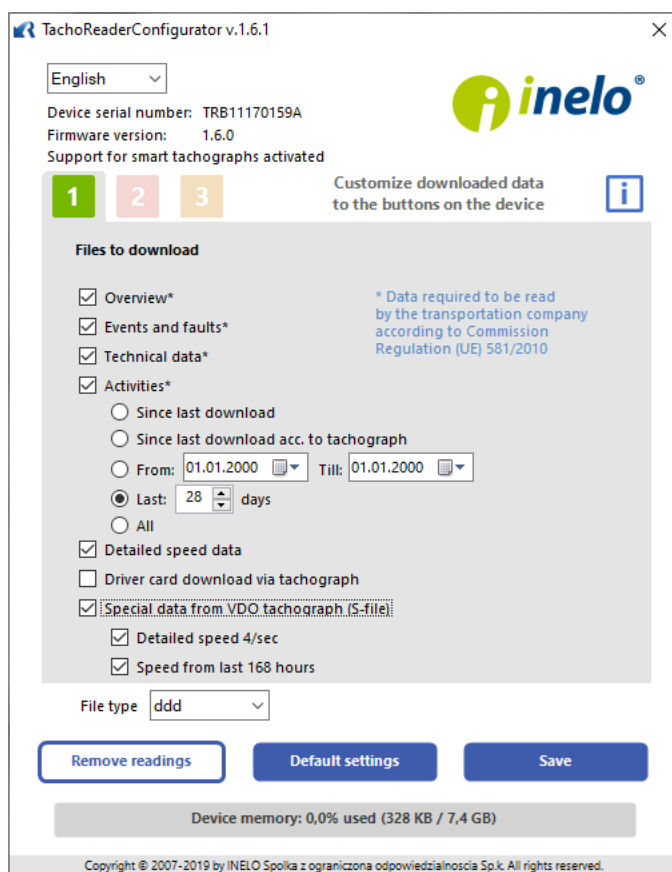 TachoReaderConfigurator v.1.6.1
English
inelo®
Device serial number: TRB11170159A
Firmware version: 1.6.0
Support for smart tachographs activated
1 2 3
Customize downloaded data
to the buttons on the device
i
Files to download
Overview*
Events and faults*
Technical data*
Activities*
* Data required to be read
by the transportation company
according to Commission
Regulation (UE) 581/2010
Since last download
Since last download acc. to tachograph
From: 01.01.2000 Till: 01.01.2000
Last: 28 days
All
Detailed speed data
Driver card download via tachograph
Special data from VDO tachograph (S-file)
Detailed speed 4/sec
Speed from last 168 hours
File type ddd
Remove readings Default settings Save
Device memory: 0,0% used (328 KB / 7,4 GB)
Copyright © 2007-2019 by INELO Spolka z ograniczona odpowiedzialnoscia Sp.k. All rights reserved.